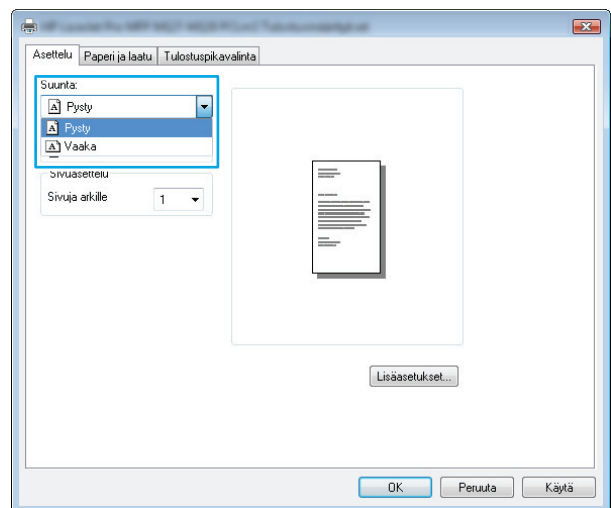 Asettelu Paperi ja laatu Tulostuspikavalinta
Suunta:
A Pysty
A Pysty
A Vaaka
Sivuasettelu
Sivuja arkille 1
Lisäasetukset...
OK Peruuta Käytä